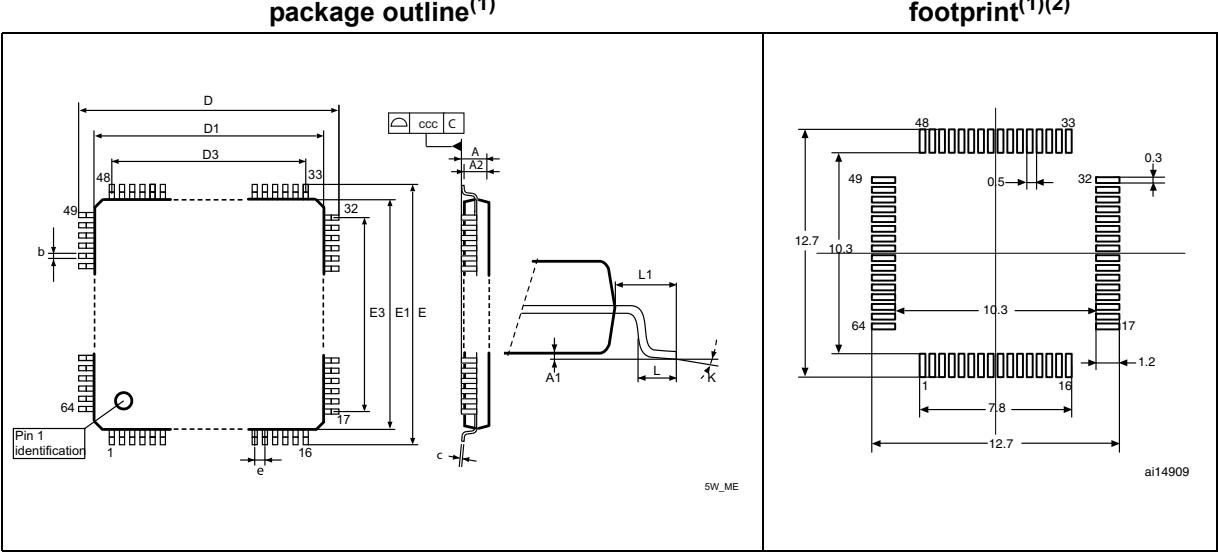 package outline(1)
footprint(1)(2)
D
D1
D3
ccc C
A
A2
48
33
49
32
b
E3
E1
E
L1
A1
L
K
64
17
Pin 1
identification
1
16
e
c
5W_ME
48
33
0.3
49
32
0.5
12.7
10.3
10.3
64
17
1.2
1
16
7.8
12.7
ai14909